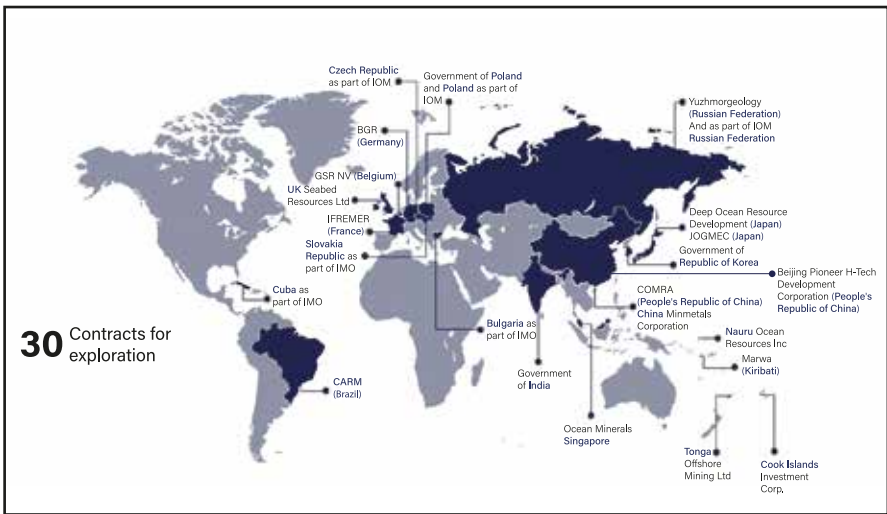 Czech Republic
as part of IOM
Government of Poland
and Poland as part of
IOM
Yuzhmorgeology
(Russian Federation)
And as part of IOM
Russian Federation
BGR
(Germany)
GSR NV (Belgium)
UK Seabed
Resources Ltd
IFREMER
(France)
Slovakia
Republic as
part of IMO
Deep Ocean Resource
Development (Japan)
JOGMEC (Japan)
Government of
Republic of Korea
Beijing Pioneer H-Tech
Development
Corporation (People's
Republic of China)
COMRA
(People's Republic of China)
China Minmetals
Corporation
Cuba as
part of IMO
Bulgaria as
part of IMO
Nauru Ocean
Resources Inc
Marwa
(Kiribati)
30 Contracts for
exploration
Government
of India
CARM
(Brazil)
Ocean Minerals
Singapore
Tonga
Offshore
Mining Ltd
Cook Islands
Investment
Corp.